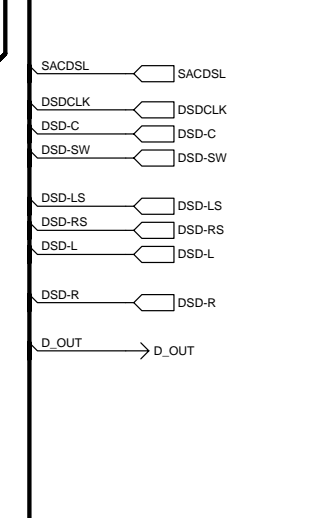 SACDSL SACDSL
DSDCLK DSDCLK
DSD-C DSD-C
DSD-SW DSD-SW
DSD-LS DSD-LS
DSD-RS DSD-RS
DSD-L DSD-L
DSD-R DSD-R
D_OUT D_OUT